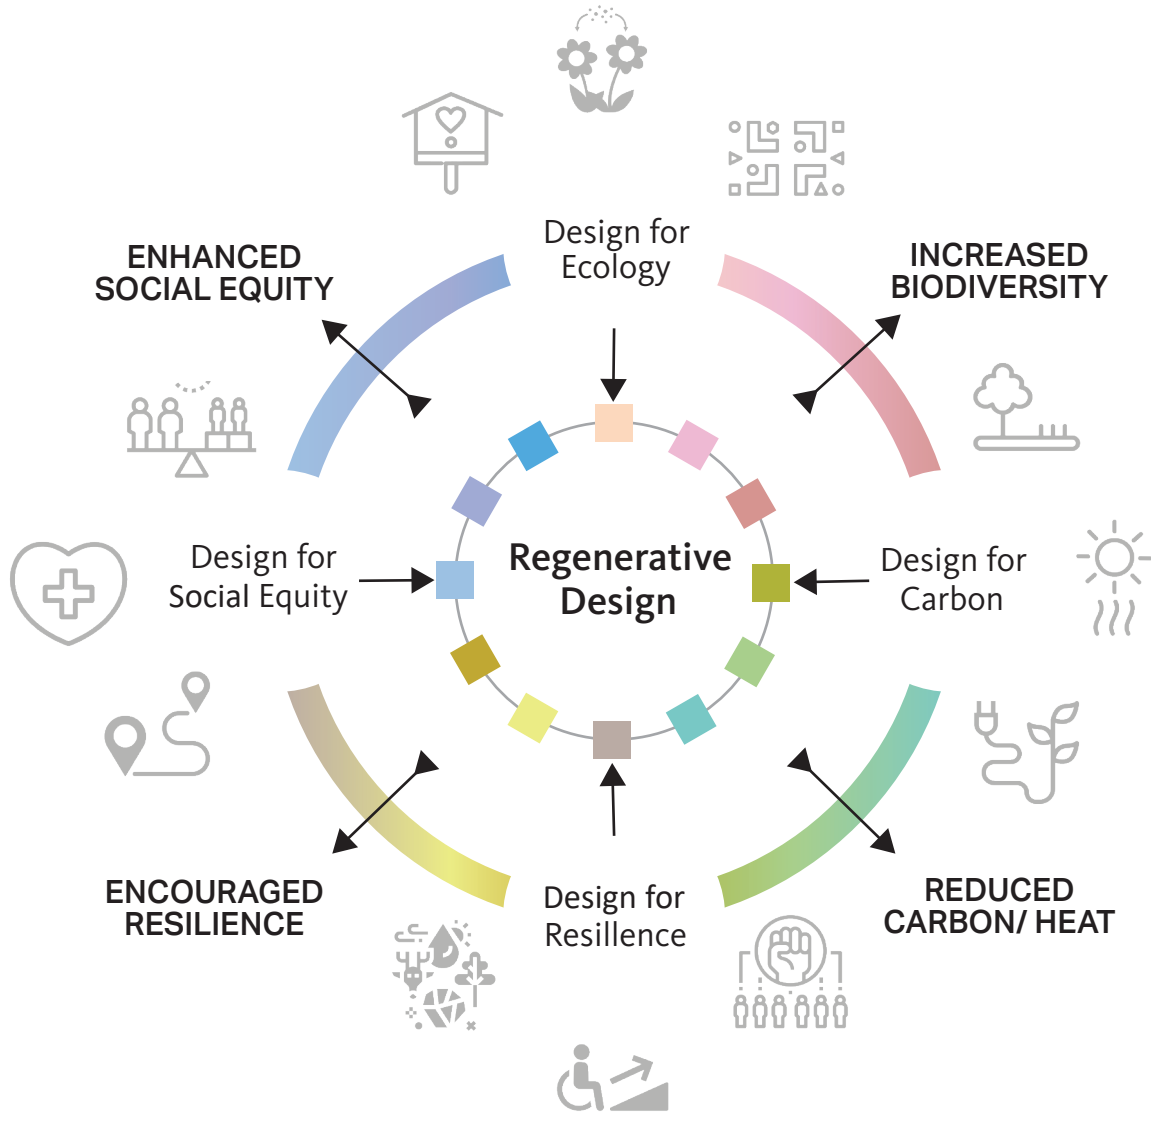 Design for
Ecology
ENHANCED
SOCIAL EQUITY
INCREASED
BIODIVERSITY
Design for
Social Equity
Regenerative
Design
Design for
Carbon
ENCOURAGED
RESILIENCE
Design for
Resillence
REDUCED
CARBON/ HEAT